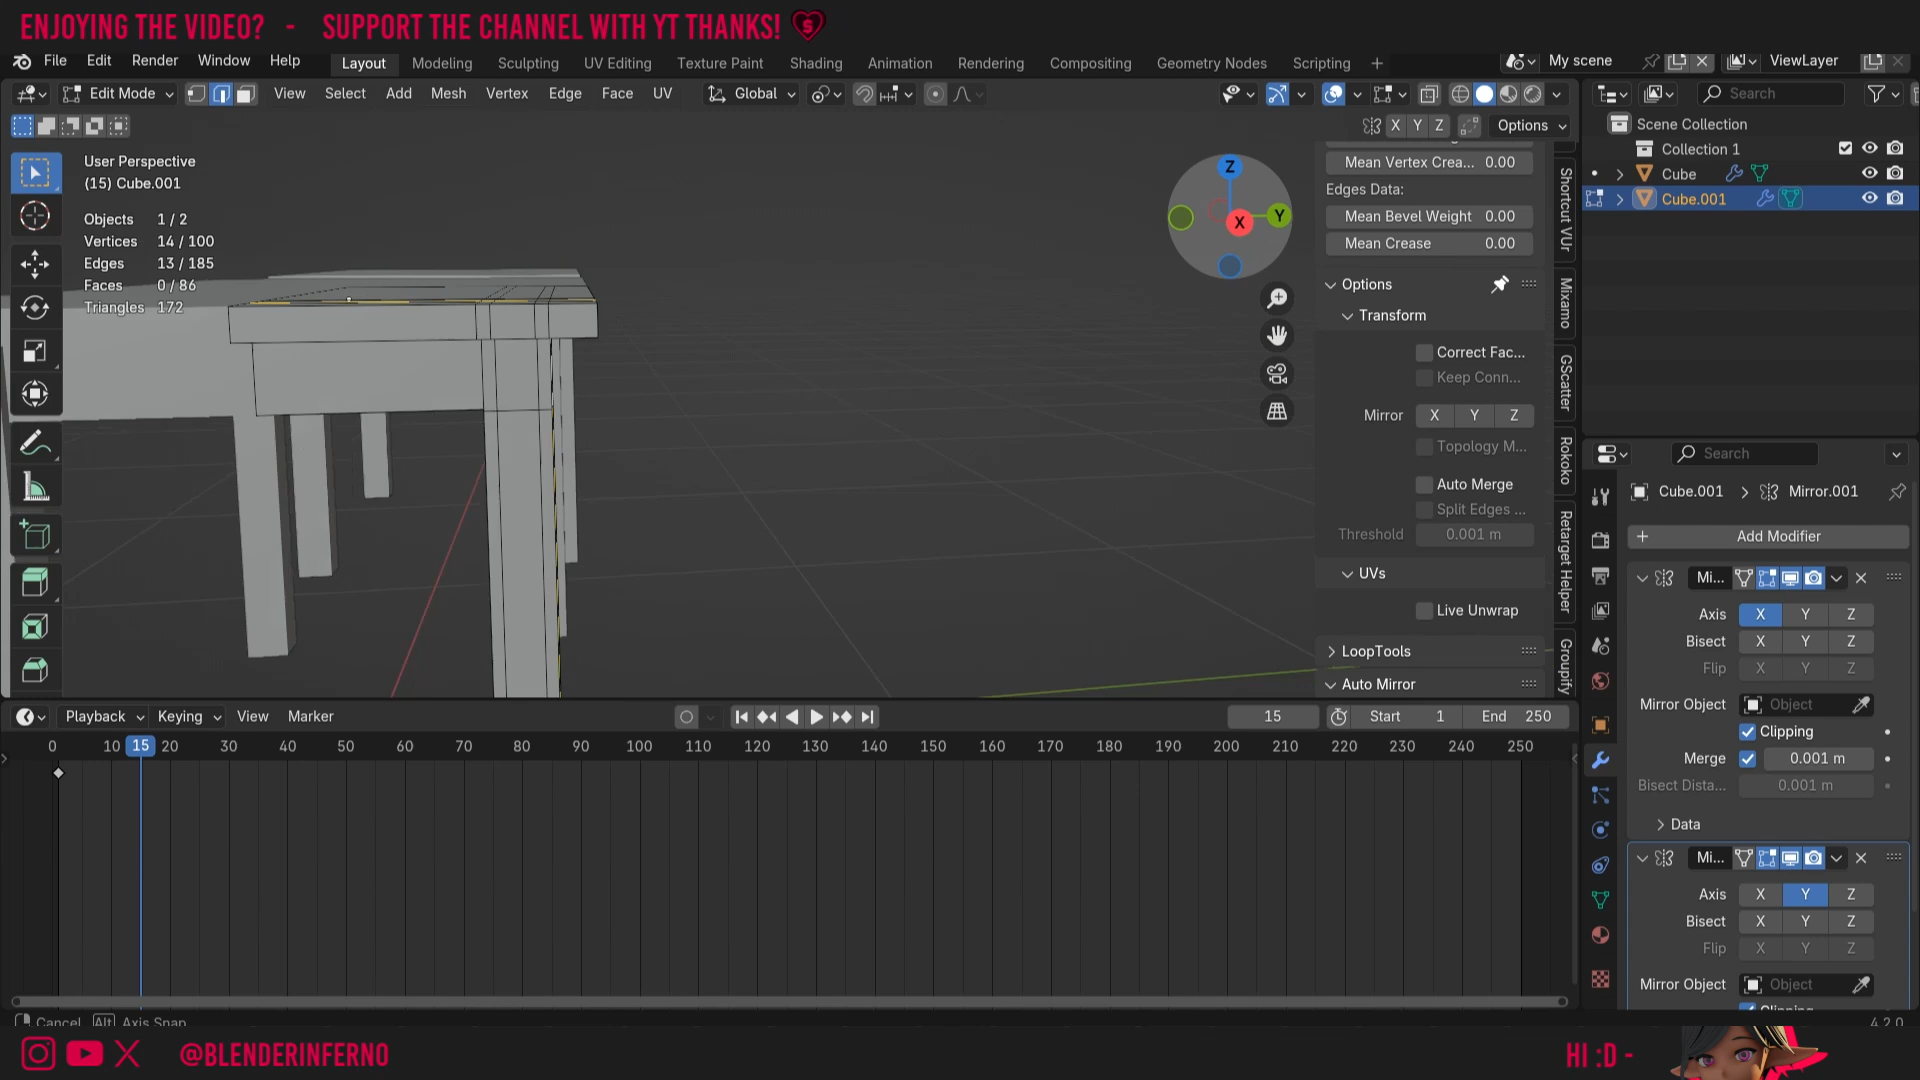 ENJOYING THE VIDEO? - SUPPORT THE CHANNEL WITH YT THANKS!
File Edit Render Window Help Layout Modeling Sculpting UV Editing Texture Paint Shading Animation Rendering Compositing Geometry Nodes Scripting + My scene ViewLayer
Edit Mode View Select Add Mesh Vertex Edge Face UV Global Search
X Y Z Options
User Perspective
(15) Cube.001
Objects 1 / 2
Vertices 14 / 100
Edges 13 / 185
Faces 0 / 86
Triangles 172
Z
X
Y
Mean Vertex Crea... 0.00
Edges Data:
Mean Bevel Weight 0.00
Mean Crease 0.00
Options
Transform
Correct Fac...
Keep Conn...
Mirror X Y Z
Topology M...
Auto Merge
Split Edges ...
Threshold 0.001 m
UVs
Live Unwrap
LoopTools
Auto Mirror
Shortcut VUr
Mixamo
GScatter
Rokoko
Retarget Helper
Groupify
Scene Collection
Collection 1
Cube
Cube.001
Search
Cube.001 > Mirror.001
+ Add Modifier
Mi...
Axis X Y Z
Bisect X Y Z
Flip X Y Z
Mirror Object Object
Clipping
Merge 0.001 m
Bisect Dista... 0.001 m
Data
Mi...
Axis X Y Z
Bisect X Y Z
Flip X Y Z
Mirror Object Object
Clipping
Playback Keying View Marker 15 Start 1 End 250
0 10 15 20 30 40 50 60 70 80 90 100 110 120 130 140 150 160 170 180 190 200 210 220 230 240 250
Cancel Alt Axis Snap
4.2.0
@BLENDERINFERNO
HI :D -